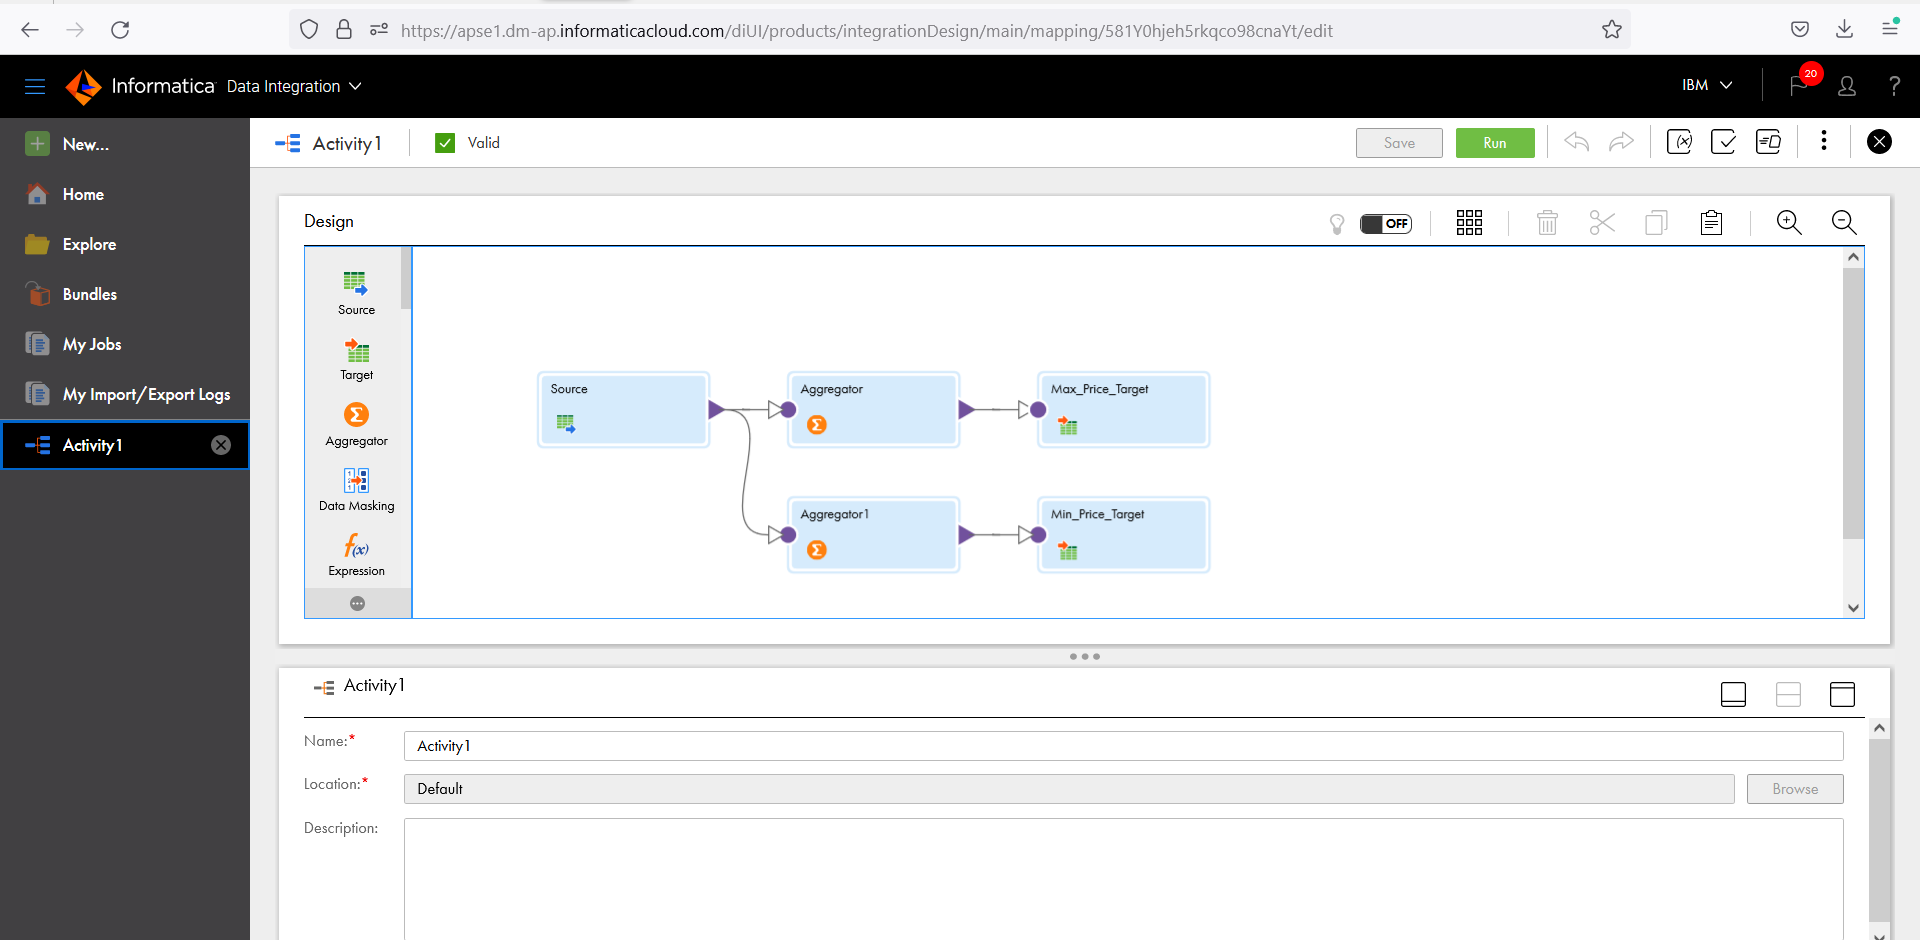 https://apse1.dm-ap.informaticacloud.com/diUI/products/integrationDesign/main/mapping/581Y0hjeh5rkqco98cnaYt/edit
Informatica Data Integration
IBM
20
?
New...
Home
Explore
Bundles
My Jobs
My Import/Export Logs
Activity1
Activity1
Valid
Save
Run
Design
OFF
Source
Target
Aggregator
Data Masking
Expression
Source
Aggregator
Max_Price_Target
Aggregator1
Min_Price_Target
Activity1
Name:*
Activity1
Location:*
Default
Browse
Description: